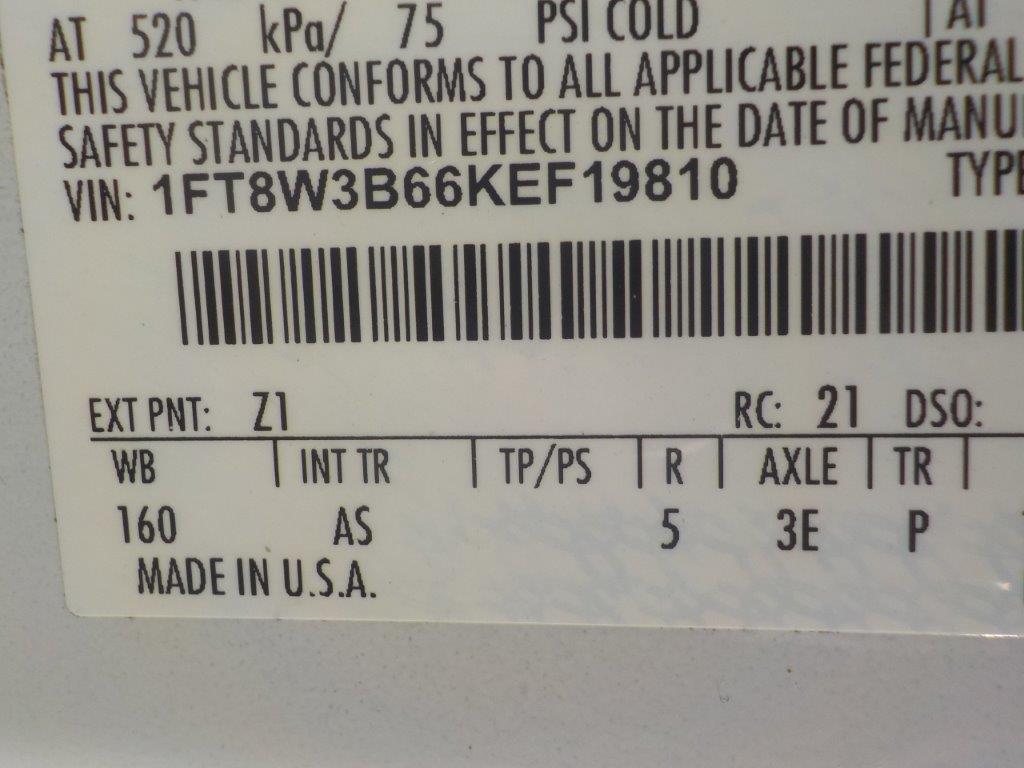 AT 520 kPa/ 75 PSI COLD AT
THIS VEHICLE CONFORMS TO ALL APPLICABLE FEDERAL
SAFETY STANDARDS IN EFFECT ON THE DATE OF MANU
VIN: 1FT8W3B66KEF19810 TYPE
EXT PNT: Z1 RC: 21 DSO:
WB INT TR TP/PS R AXLE TR
160 AS 5 3E P
MADE IN U.S.A.